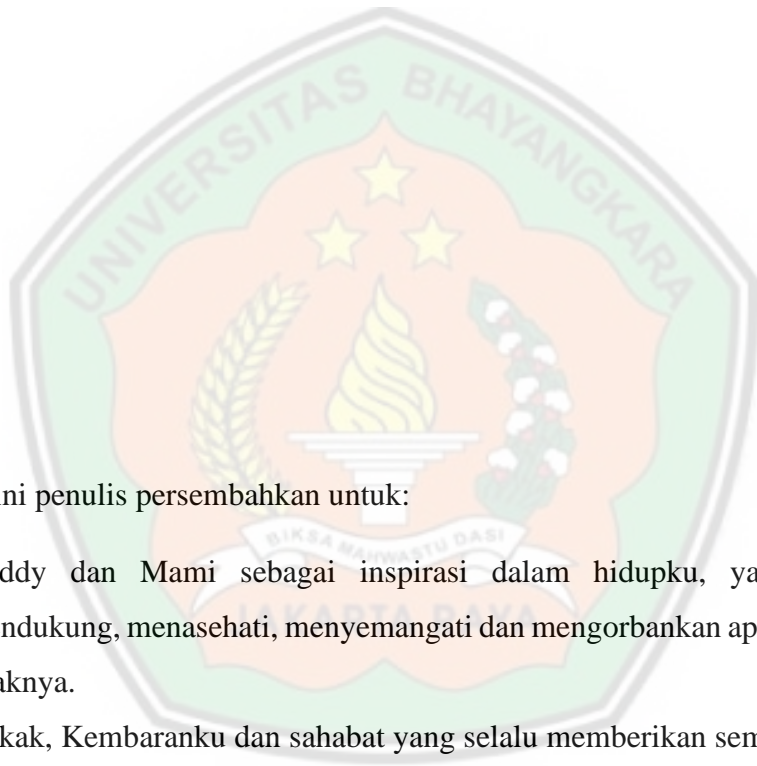 UNIVERSITAS BHAYANGKARA
ni penulis persembahkan untuk:
BIKSA MAHWASTU DASI
ddy dan Mami sebagai inspirasi dalam hidupku, ya
JAKARTA RAYA
ndukung, menasehati, menyemangati dan mengorbankan ap
aknya.
kak, Kembaranku dan sahabat yang selalu memberikan sem